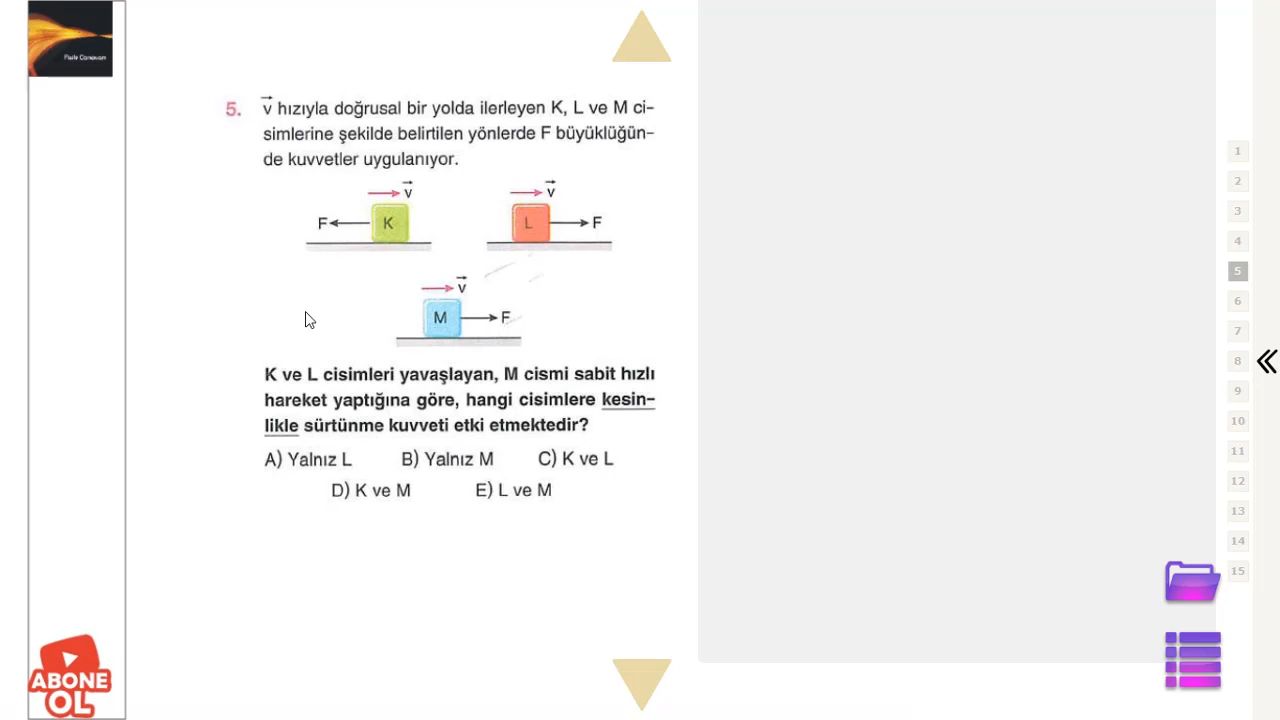 Fizik Canavarı
5. v hızıyla doğrusal bir yolda ilerleyen K, L ve M ci-
simlerine şekilde belirtilen yönlerde F büyüklüğün-
de kuvvetler uygulanıyor.
v
v
F K
L F
v
M F
K ve L cisimleri yavaşlayan, M cismi sabit hızlı
hareket yaptığına göre, hangi cisimlere kesin-
likle sürtünme kuvveti etki etmektedir?
A) Yalnız L B) Yalnız M C) K ve L
D) K ve M E) L ve M
1
2
3
4
5
6
7
8
9
10
11
12
13
14
15
ABONE
OL